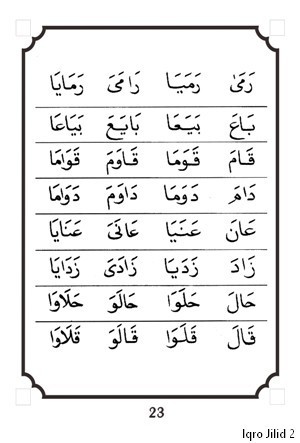 رَمَى رَمَيَا رَامَىَ رَمَايَا
بَاعَ بَيَعَا بَايَعَ بَيَاعَا
قَامَ قَوَمَا قَاوَمَ قَوَامَا
دَامَ دَوَمَا دَاوَمَ دَوَامَا
عَانَ عَنَيَا عَانَىَ عَنَايَا
زَادَ زَدَيَا زَادَىَ زَدَايَا
حَالَ حَلَوَا حَالَوَ حَلَاوَا
قَالَ قَلَوَا قَالَوَ قَلَاوَا
23
Iqro Jilid 2